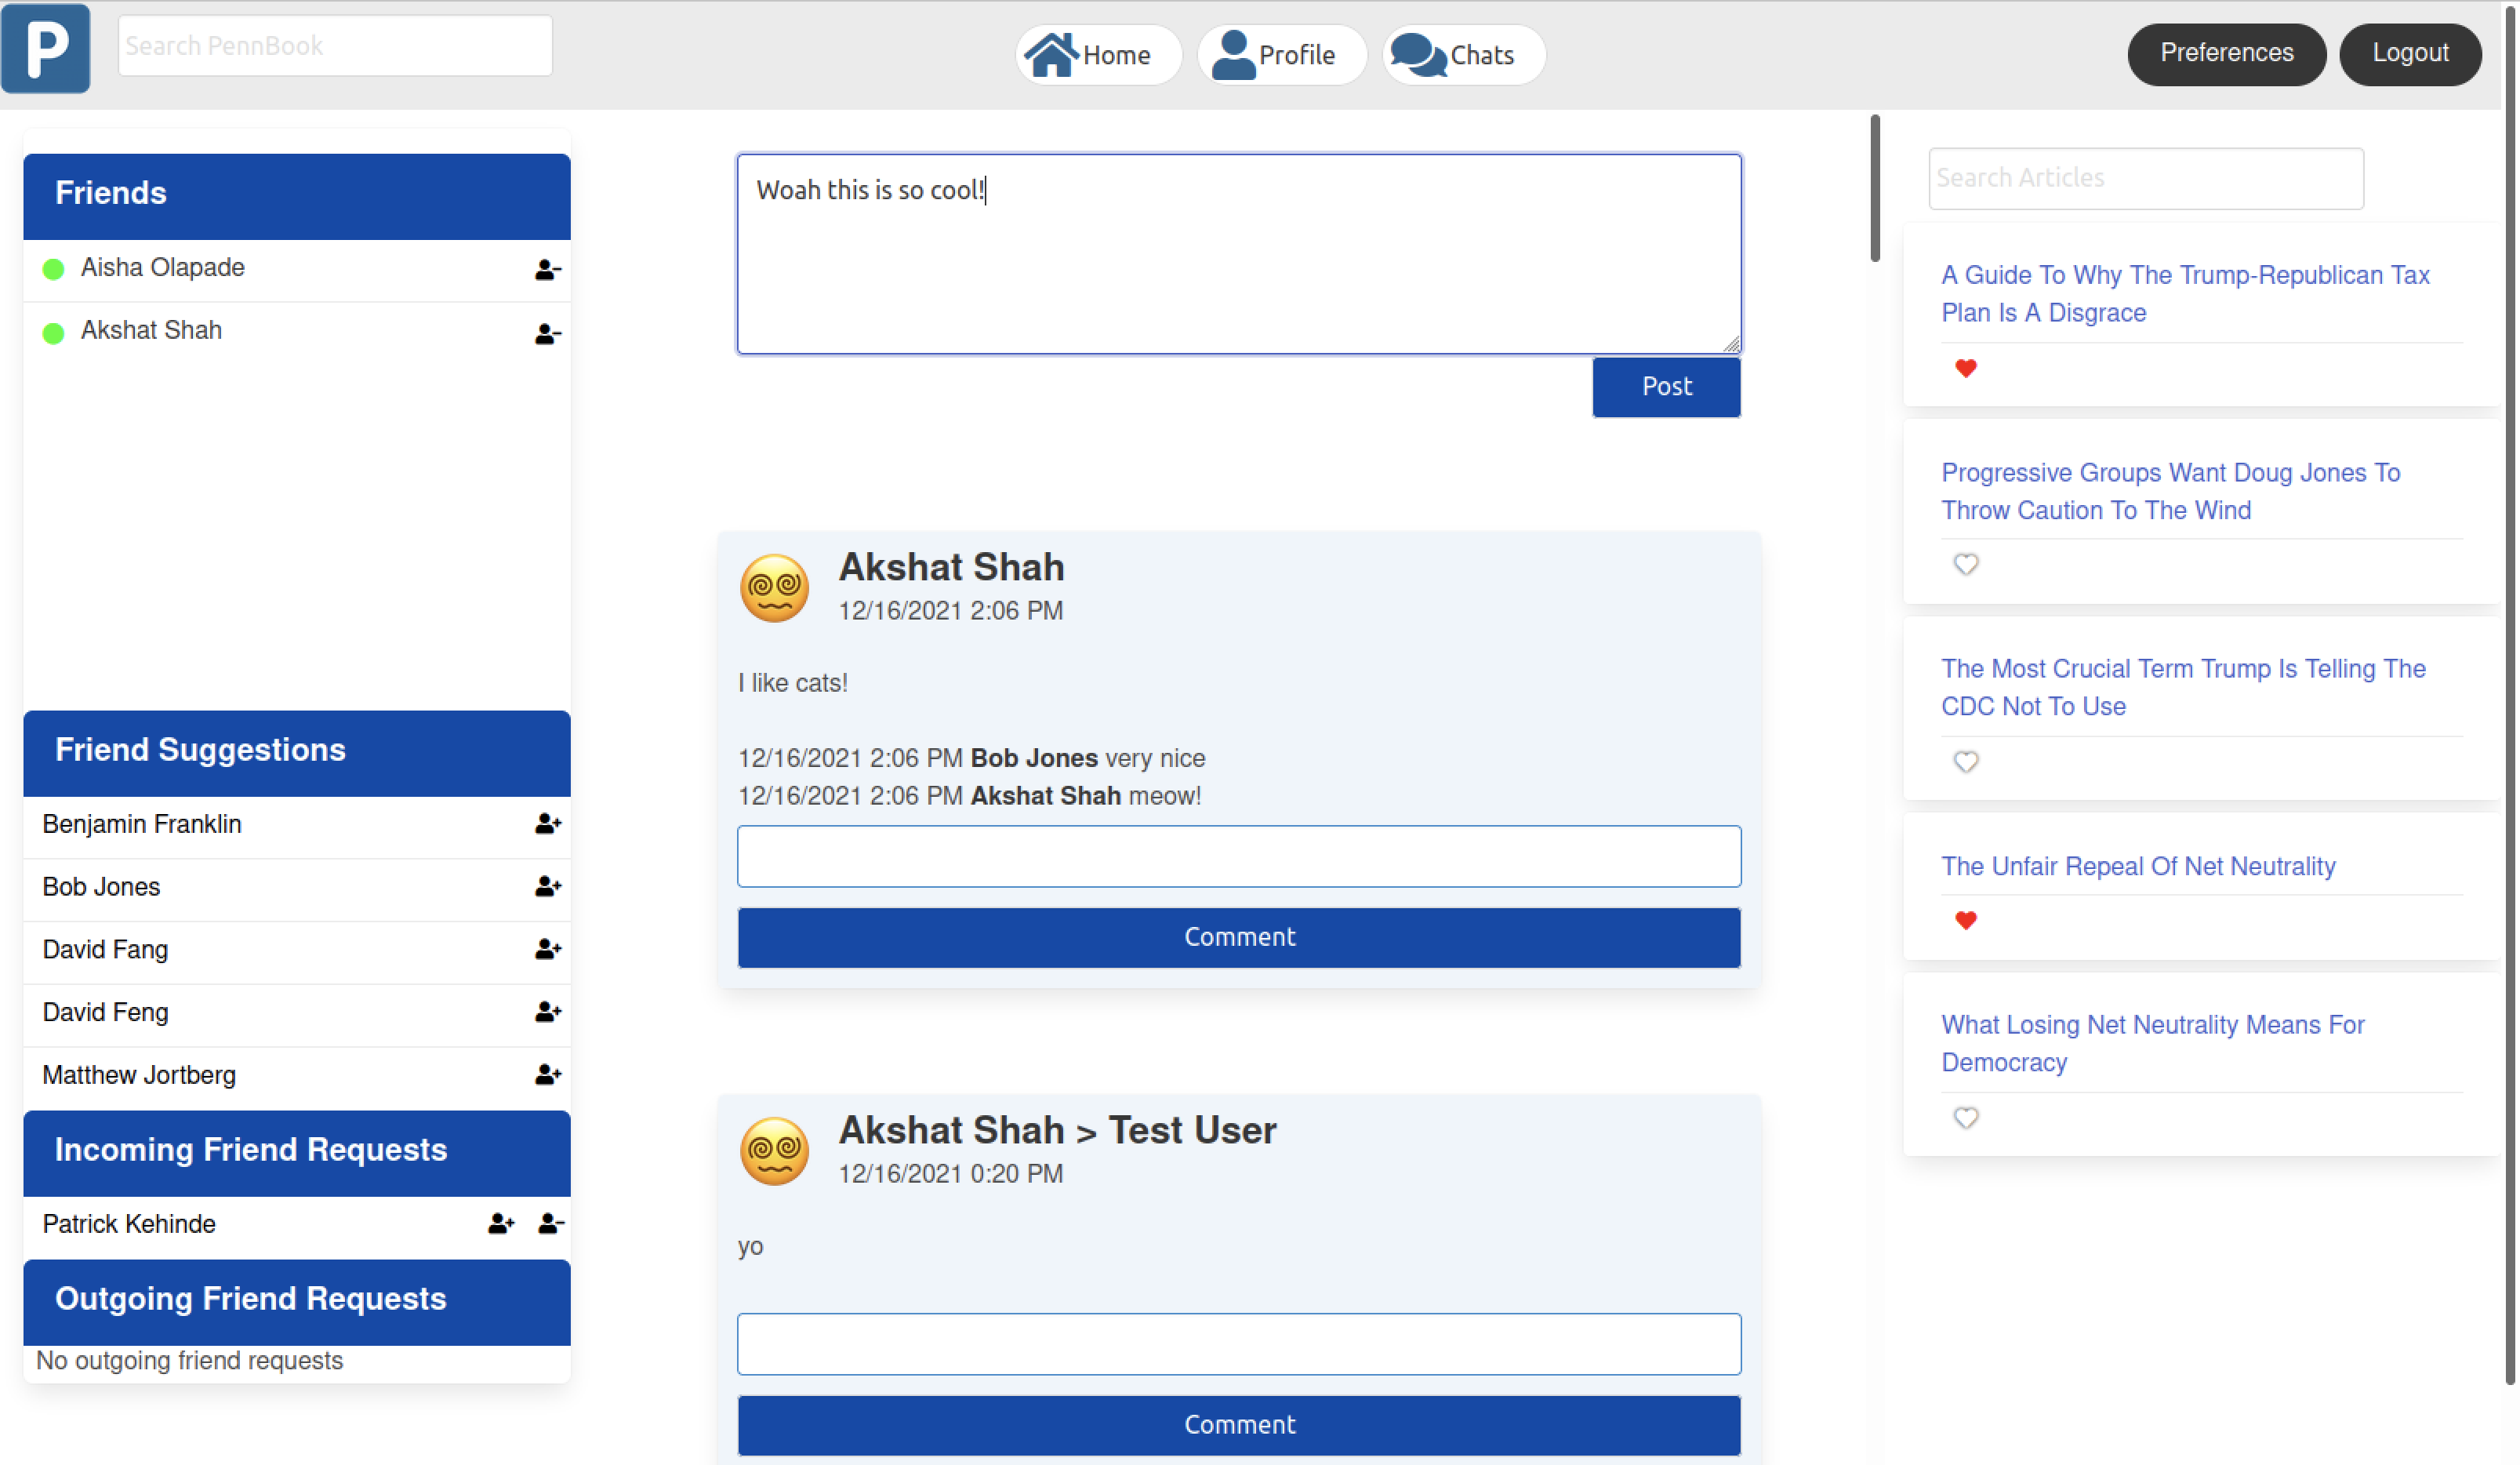 P
Search PennBook
Home
Profile
Chats
Preferences
Logout
Friends
Aisha Olapade
Akshat Shah
Friend Suggestions
Benjamin Franklin
Bob Jones
David Fang
David Feng
Matthew Jortberg
Incoming Friend Requests
Patrick Kehinde
Outgoing Friend Requests
No outgoing friend requests
Woah this is so cool!
Post
Akshat Shah
12/16/2021 2:06 PM
I like cats!
12/16/2021 2:06 PM Bob Jones very nice
12/16/2021 2:06 PM Akshat Shah meow!
Comment
Akshat Shah > Test User
12/16/2021 0:20 PM
yo
Comment
Search Articles
A Guide To Why The Trump-Republican Tax
Plan Is A Disgrace
Progressive Groups Want Doug Jones To
Throw Caution To The Wind
The Most Crucial Term Trump Is Telling The
CDC Not To Use
The Unfair Repeal Of Net Neutrality
What Losing Net Neutrality Means For
Democracy